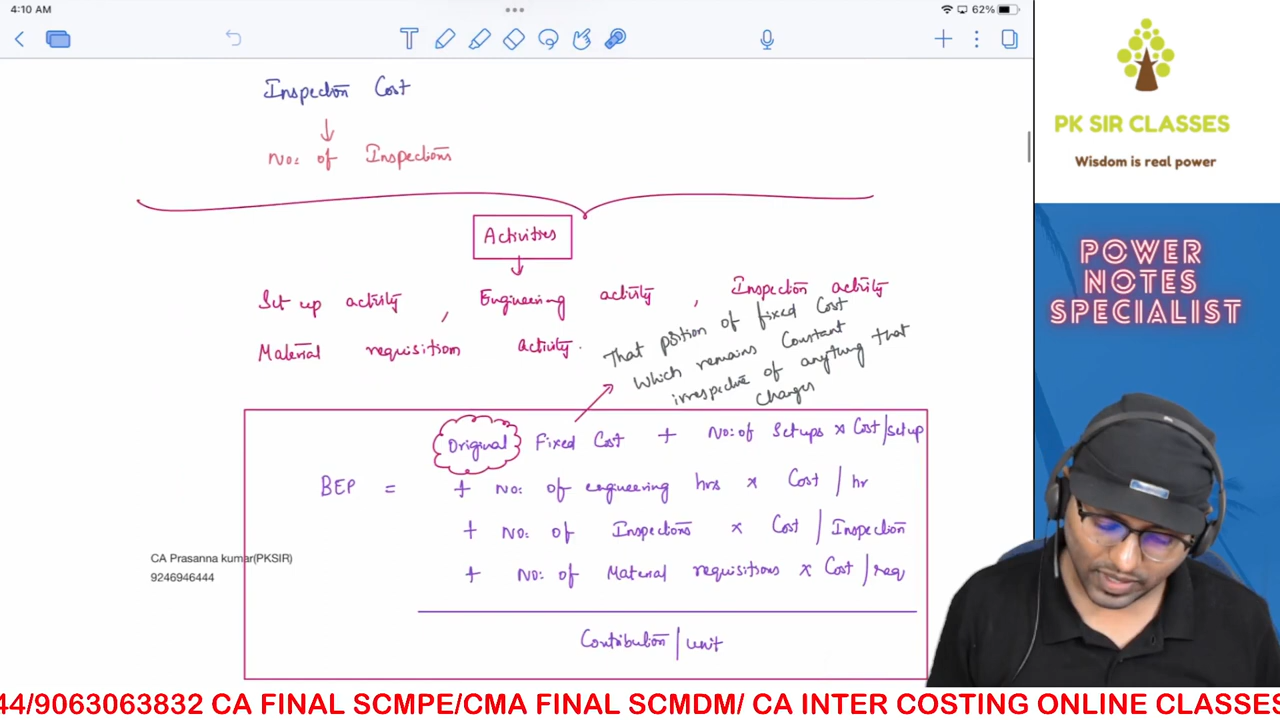 4:10 AM
62%
Inspection Cost
No: of Inspections
Activities
Set up activity, Engineering activity, Inspection activity
Material requisition activity.
That portion of fixed Cost
Which remains Constant
irrespective of anything that
changes
Original Fixed Cost + No: of Setups × Cost/setup
BEP = + No: of engineering hrs × Cost / hr
+ No: of Inspections × Cost / Inspection
+ No: of Material requisitions × Cost / req
Contribution / unit
CA Prasanna kumar(PKSIR)
9246946444
PK SIR CLASSES
Wisdom is real power
POWER
NOTES
SPECIALIST
44/9063063832 CA FINAL SCMPE/CMA FINAL SCMDM/ CA INTER COSTING ONLINE CLASSES